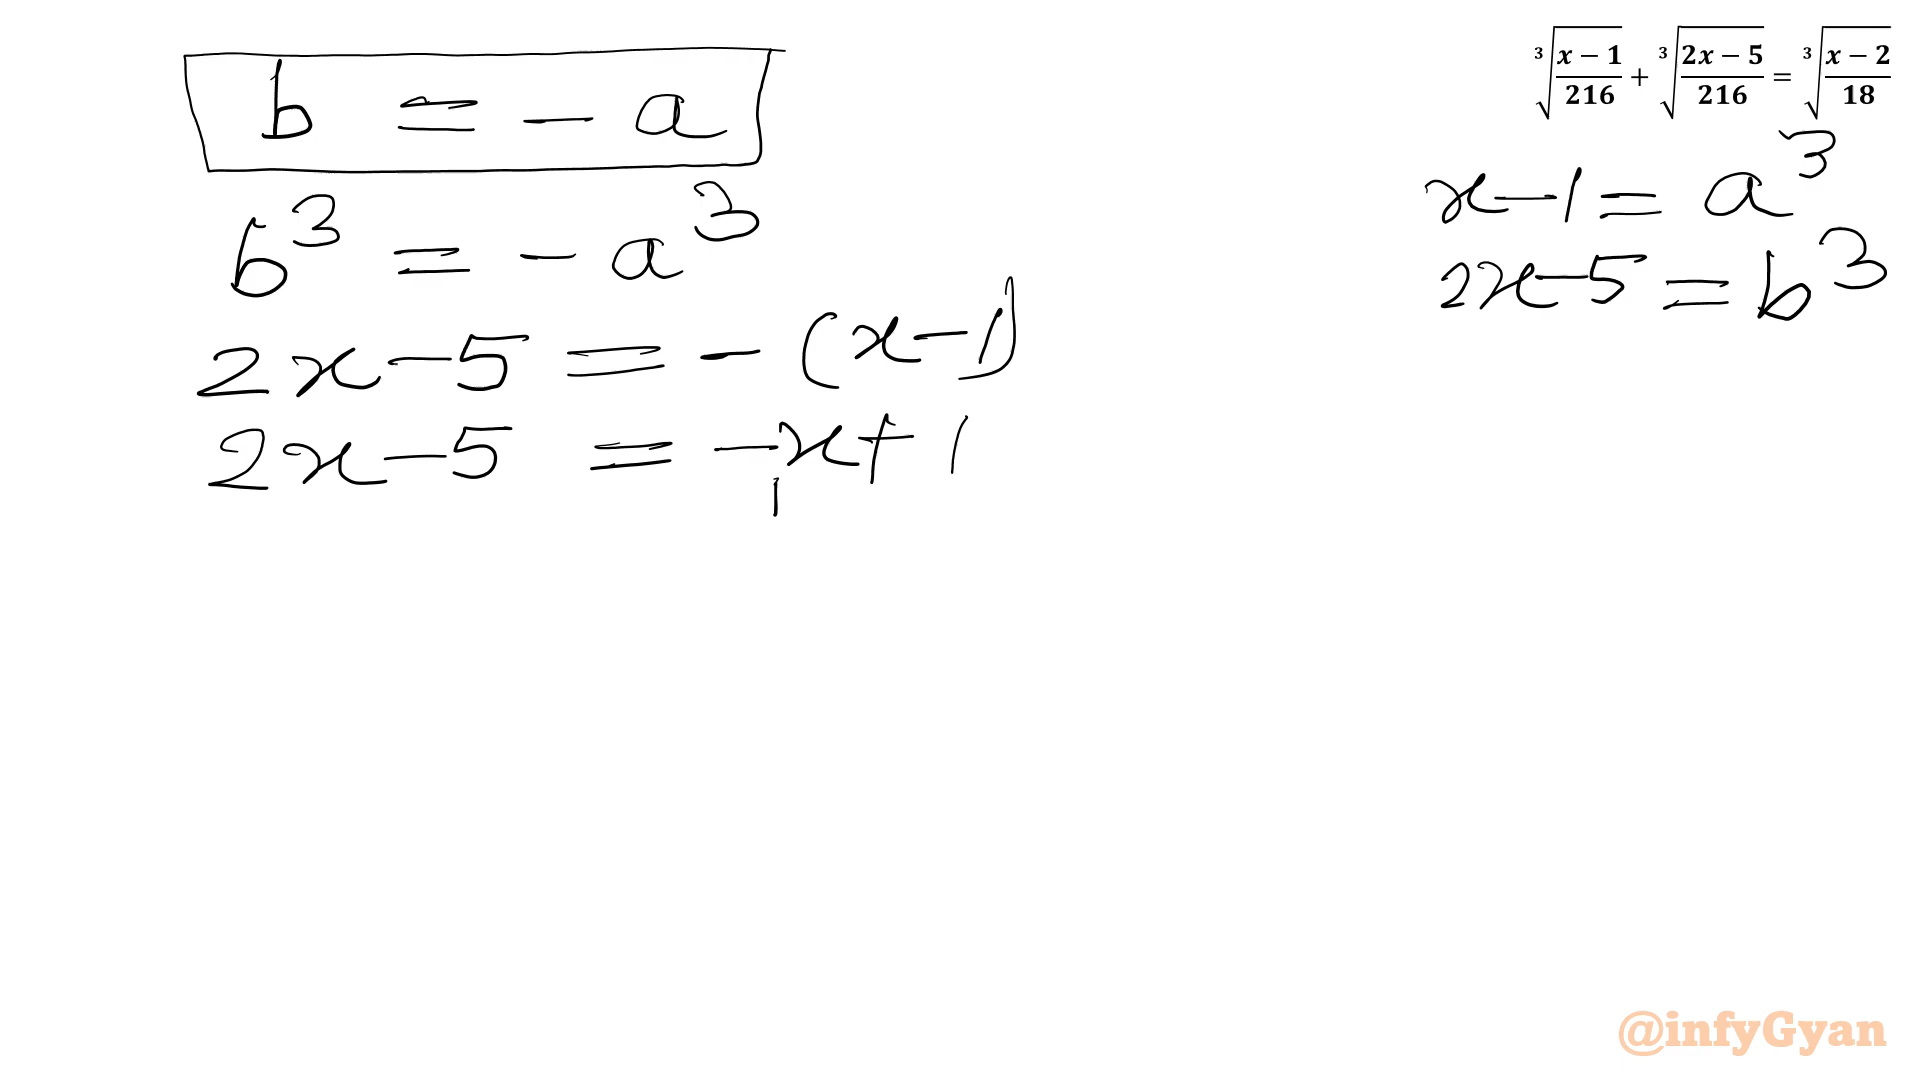 b = - a
b³ = - a³
2x - 5 = - (x - 1)
2x - 5 = - x + 1
∛((x − 1)/216) + ∛((2x − 5)/216) = ∛((x − 2)/18)
x - 1 = a³
2x - 5 = b³
@infyGyan